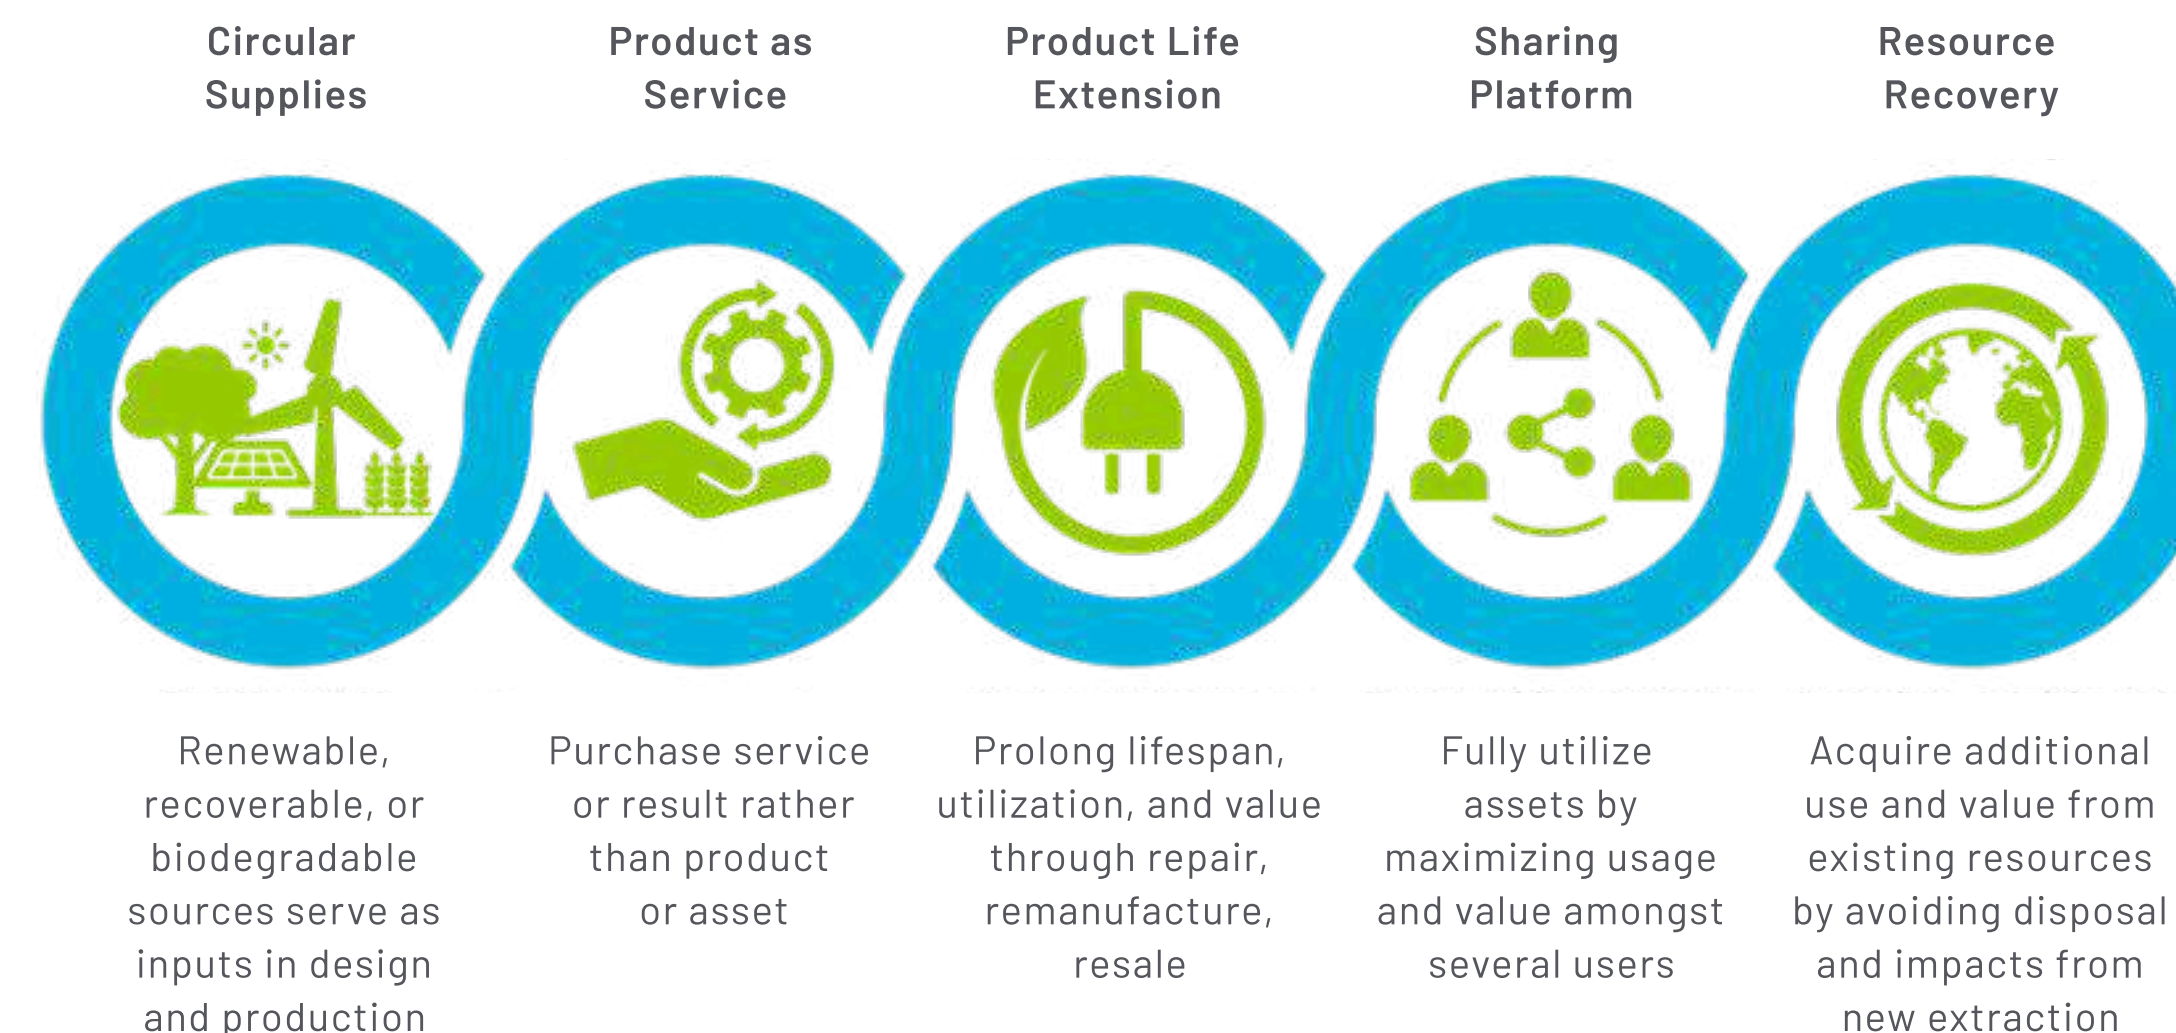 Circular
Supplies
Product as
Service
Product Life
Extension
Sharing
Platform
Resource
Recovery
Renewable,
recoverable, or
biodegradable
sources serve as
inputs in design
and production
Purchase service
or result rather
than product
or asset
Prolong lifespan,
utilization, and value
through repair,
remanufacture,
resale
Fully utilize
assets by
maximizing usage
and value amongst
several users
Acquire additional
use and value from
existing resources
by avoiding disposal
and impacts from
new extraction